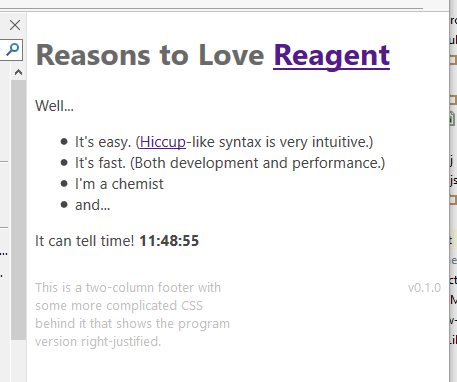 Reasons to Love Reagent
Well...
It's easy. (Hiccup-like syntax is very intuitive.)
It's fast. (Both development and performance.)
I'm a chemist
and...
It can tell time! 11:48:55
This is a two-column footer with
some more complicated CSS
behind it that shows the program
version right-justified.
v0.1.0